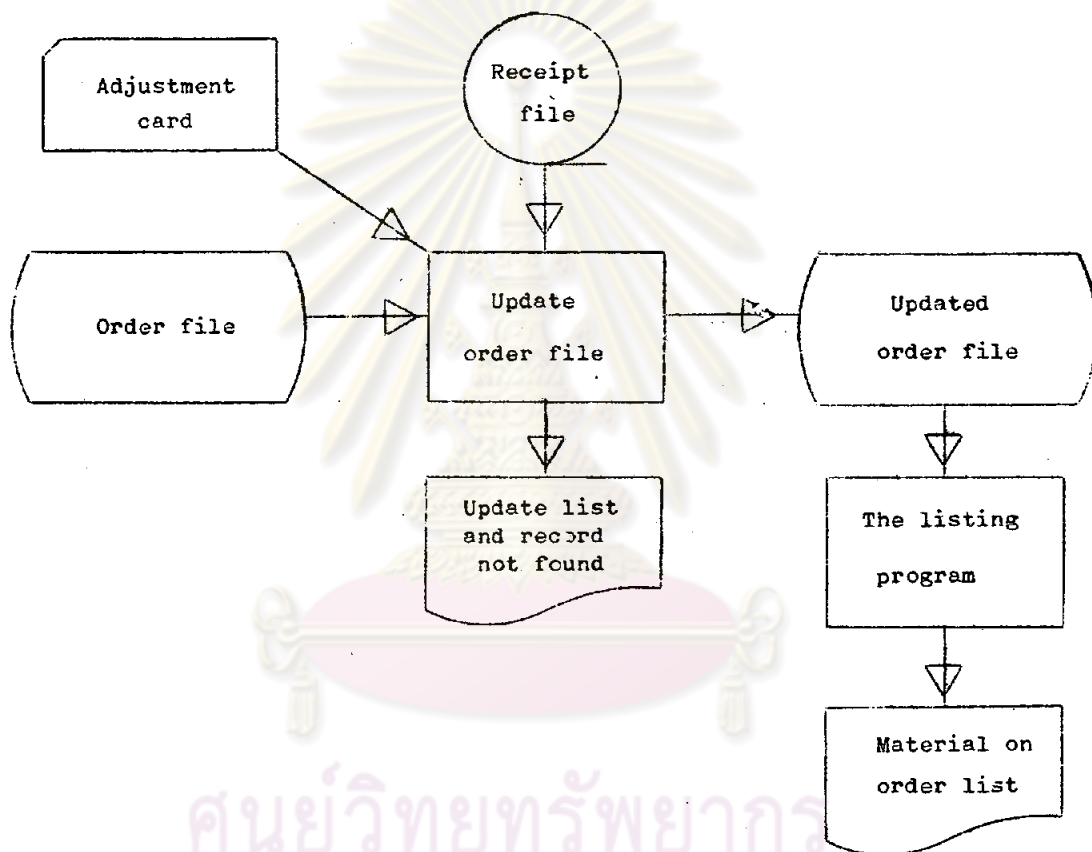 Adjustment
card
Receipt
file
Order file
Update
order file
Updated
order file
Update list
and record
not found
The listing
program
Material on
order list
ศูนย์วิทยทรัพยากร